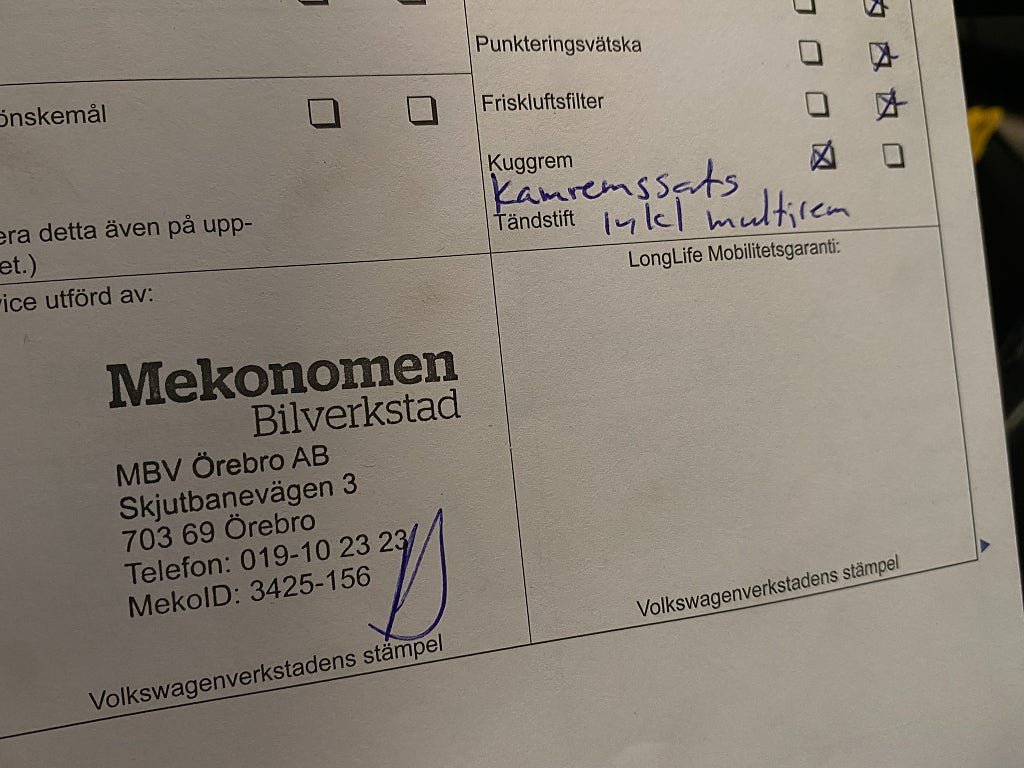 Punkteringsvätska
önskemål
Friskluftsfilter
Kuggrem
Kamremssats
Tändstift inkl multirem
era detta även på upp-
et.)
LongLife Mobilitetsgaranti:
vice utförd av:
Mekonomen
Bilverkstad
MBV Örebro AB
Skjutbanevägen 3
703 69 Örebro
Telefon: 019-10 23 23
MekoID: 3425-156
Volkswagenverkstadens stämpel
Volkswagenverkstadens stämpel